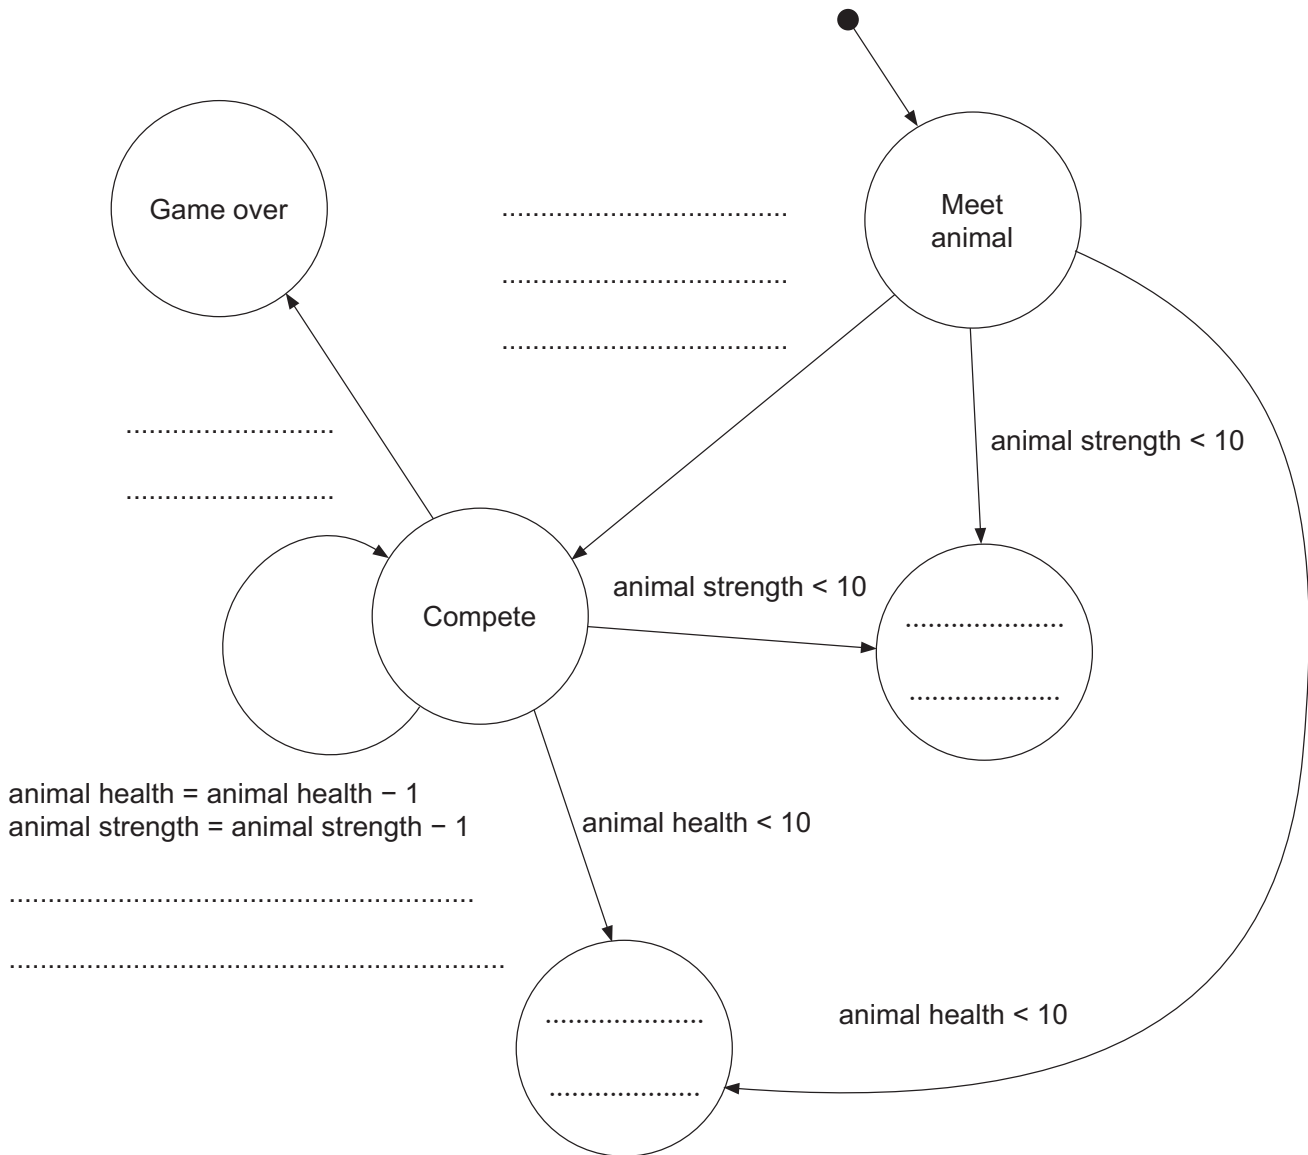 Game over
Meet
animal
animal strength < 10
animal strength < 10
Compete
animal health = animal health − 1
animal strength = animal strength − 1
animal health < 10
animal health < 10